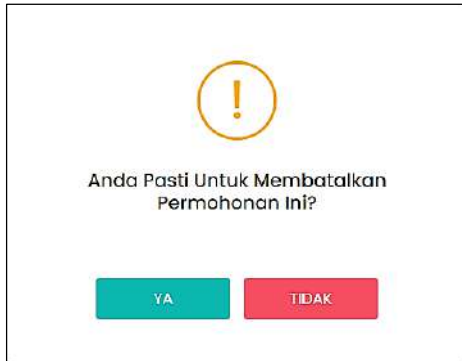 Anda Pasti Untuk Membatalkan
Permohonan Ini?
YA
TIDAK